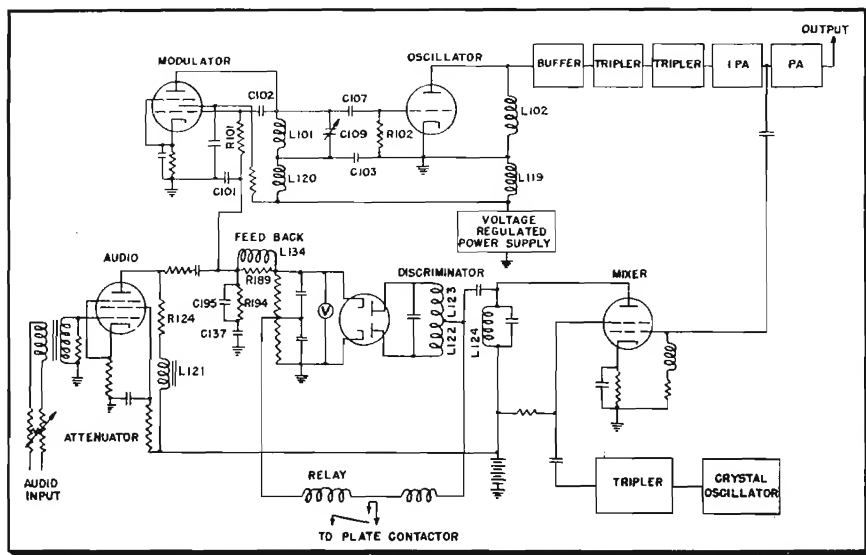 OUTPUT
MODULATOR
OSCILLATOR
BUFFER
TRIPLER
TRIPLER
I PA
PA
C102
C107
L102
R101
L101
C109
R102
C101
L120
C103
L119
VOLTAGE
REGULATED
POWER SUPPLY
FEED BACK
L134
AUDIO
DISCRIMINATOR
MIXER
R189
C195
R194
V
L123
R124
C137
L122
L124
L121
ATTENUATOR
AUDIO
INPUT
RELAY
TRIPLER
CRYSTAL
OSCILLATOR
TO PLATE CONTACTOR